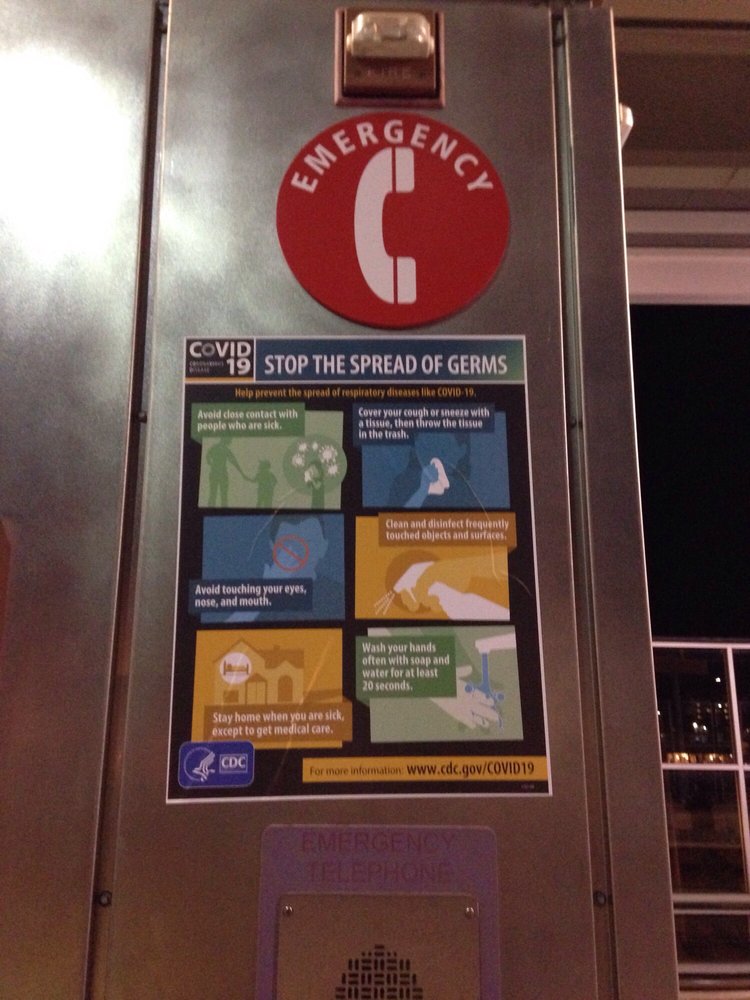 EMERGENCY
COVID
19
CORONAVIRUS
DISEASE
STOP THE SPREAD OF GERMS
Help prevent the spread of respiratory diseases like COVID-19.
Avoid close contact with
people who are sick.
Cover your cough or sneeze with
a tissue, then throw the tissue
in the trash.
Avoid touching your eyes,
nose, and mouth.
Clean and disinfect frequently
touched objects and surfaces.
Stay home when you are sick,
except to get medical care.
Wash your hands
often with soap and
water for at least
20 seconds.
CDC
For more information: www.cdc.gov/COVID19
EMERGENCY
TELEPHONE